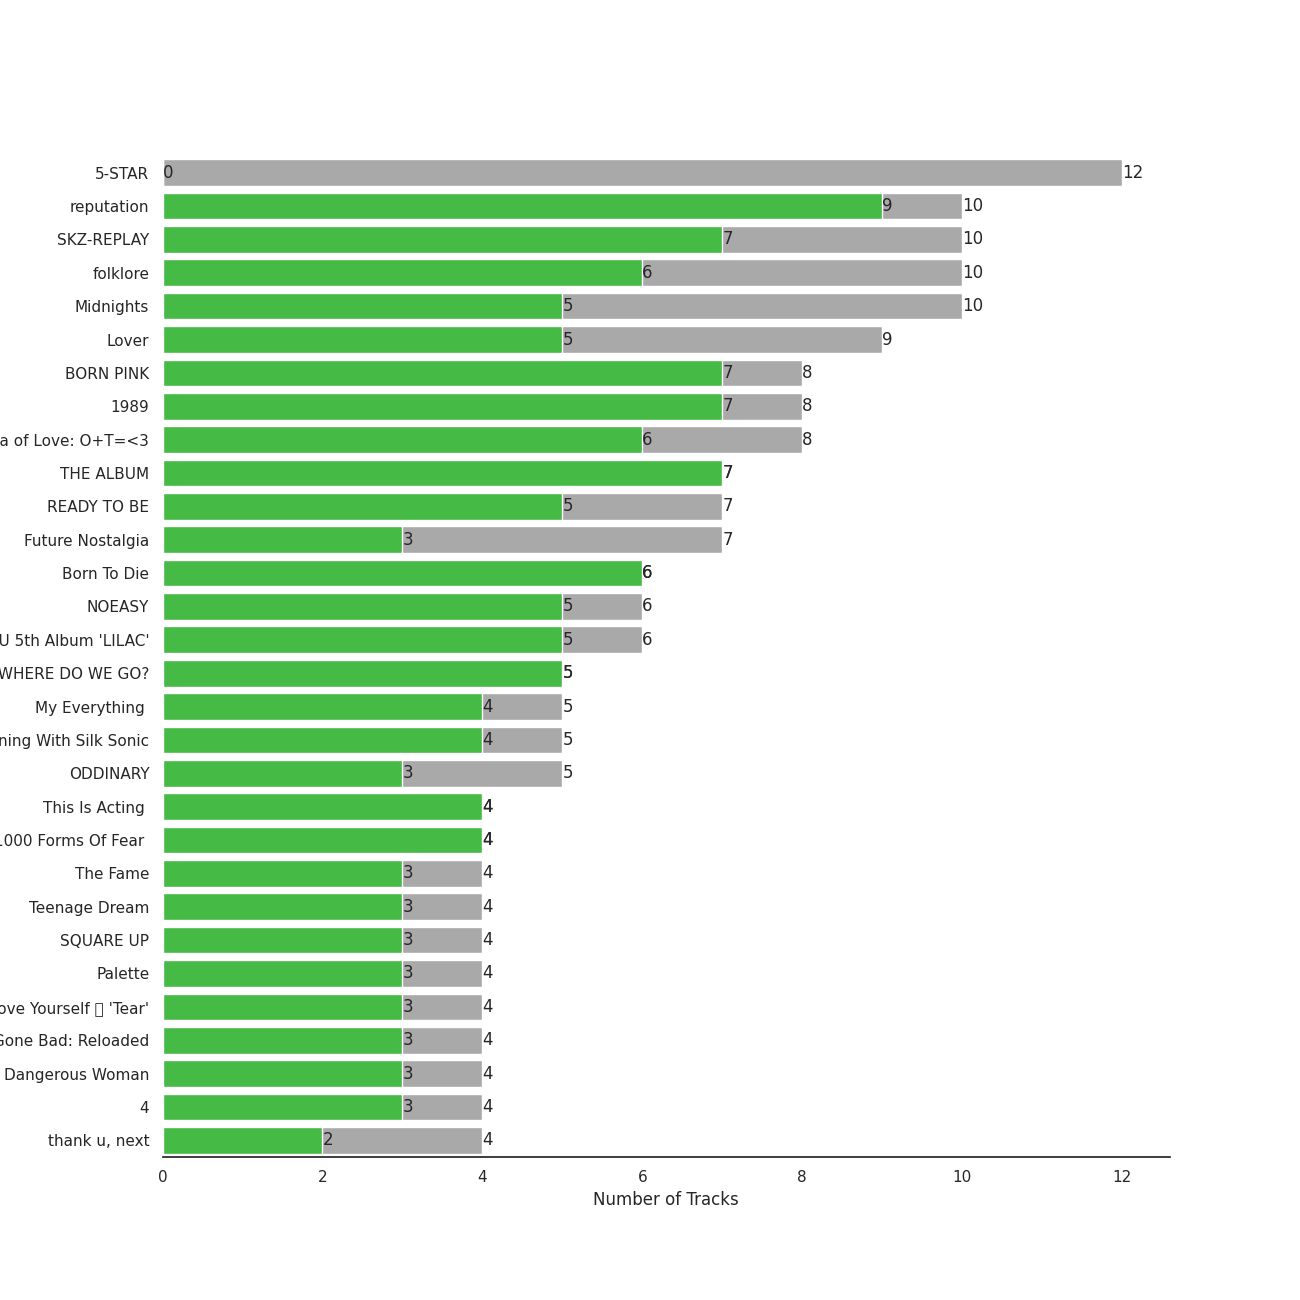 5-STAR 0 12
reputation 9 10
SKZ-REPLAY 7 10
folklore 6 10
Midnights 5 10
Lover 5 9
BORN PINK 7 8
1989 7 8
a of Love: O+T=<3 6 8
THE ALBUM 7
READY TO BE 5 7
Future Nostalgia 3 7
Born To Die 6
NOEASY 5 6
U 5th Album 'LILAC' 5 6
WHERE DO WE GO? 5
My Everything 4 5
ning With Silk Sonic 4 5
ODDINARY 3 5
This Is Acting 4
1000 Forms Of Fear 4
The Fame 3 4
Teenage Dream 3 4
SQUARE UP 3 4
Palette 3 4
ove Yourself 'Tear' 3 4
Gone Bad: Reloaded 3 4
Dangerous Woman 3 4
4 3 4
thank u, next 2 4
0 2 4 6 8 10 12
Number of Tracks